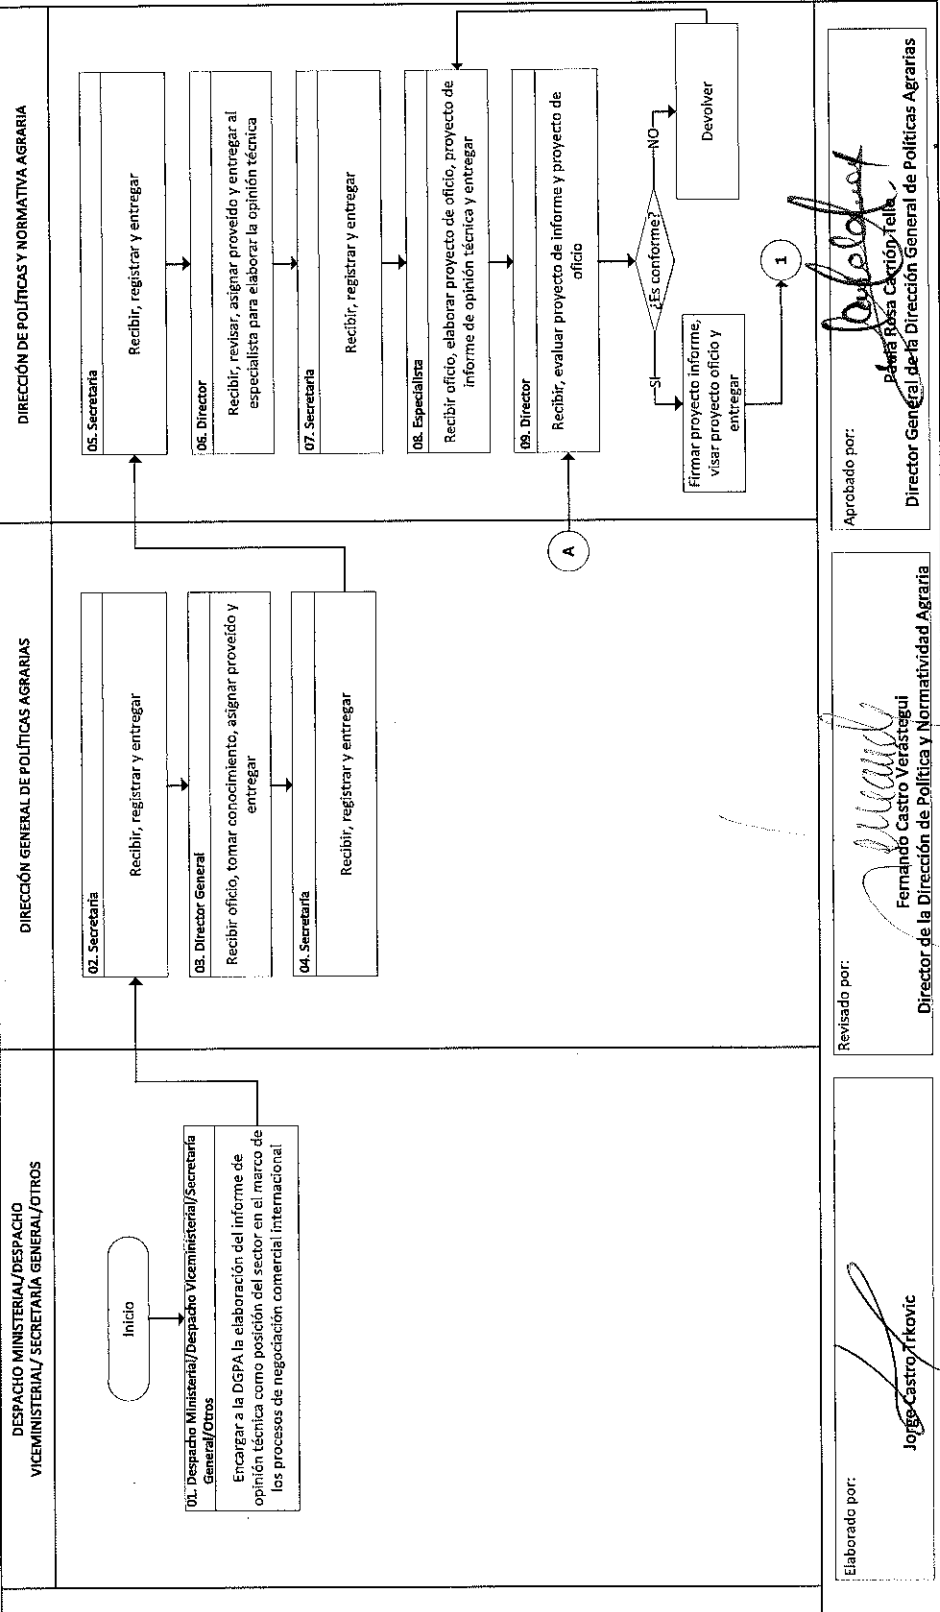 DESPACHO MINISTERIAL/DESPACHO
VICEMINISTERIAL/ SECRETARÍA GENERAL/OTROS
Inicio
01. Despacho Ministerial/Despacho Viceministerial/Secretaría
General/Otros
Encargar a la DGPA la elaboración del informe de
opinión técnica como posición del sector en el marco de
los procesos de negociación comercial internacional
DIRECCIÓN GENERAL DE POLÍTICAS AGRARIAS
02. Secretaria
Recibir, registrar y entregar
03. Director General
Recibir oficio, tomar conocimiento, asignar proveído y
entregar
04. Secretaria
Recibir, registrar y entregar
DIRECCIÓN DE POLÍTICAS Y NORMATIVA AGRARIA
05. Secretaria
Recibir, registrar y entregar
06. Director
Recibir, revisar, asignar proveído y entregar al
especialista para elaborar la opinión técnica
07. Secretaria
Recibir, registrar y entregar
08. Especialista
Recibir oficio, elaborar proyecto de oficio, proyecto de
informe de opinión técnica y entregar
A
09. Director
Recibir, evaluar proyecto de informe y proyecto de
oficio
¿Es conforme?
SI
NO
Devolver
Firmar proyecto informe,
visar proyecto oficio y
entregar
1
Elaborado por:
Jorge Castro Trkovic
Revisado por:
Fernando Castro Verástegui
Director de la Dirección de Política y Normatividad Agraria
Aprobado por:
Paula Rosa Carrión Tello
Director General de la Dirección General de Políticas Agrarias